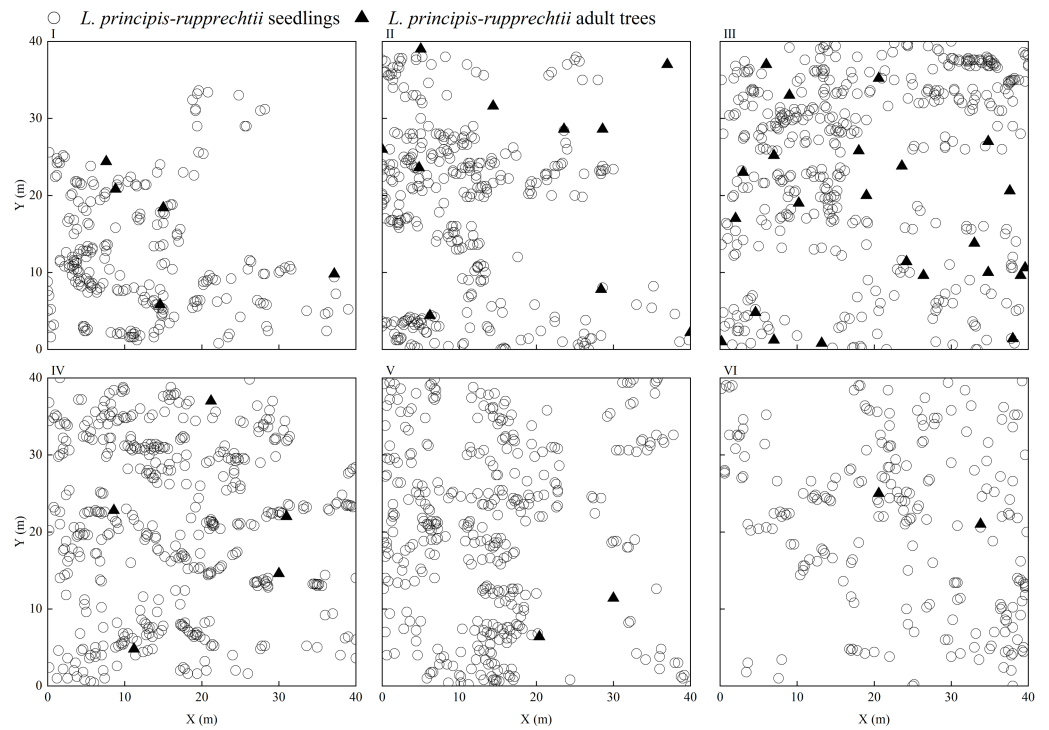 L. principis-rupprechtii seedlings L. principis-rupprechtii adult trees
I II III
40
30
20
10
0
Y (m)
IV V VI
40
30
20
10
0
Y (m)
0 10 20 30 40 0 10 20 30 40 0 10 20 30 40
X (m) X (m) X (m)